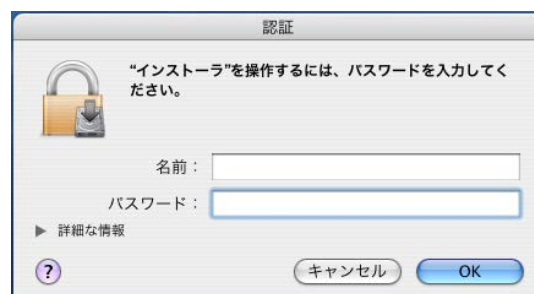 認証
“インストーラ”を操作するには、パスワードを入力してく
ださい。
名前：
パスワード：
▶ 詳細な情報
?
キャンセル
OK